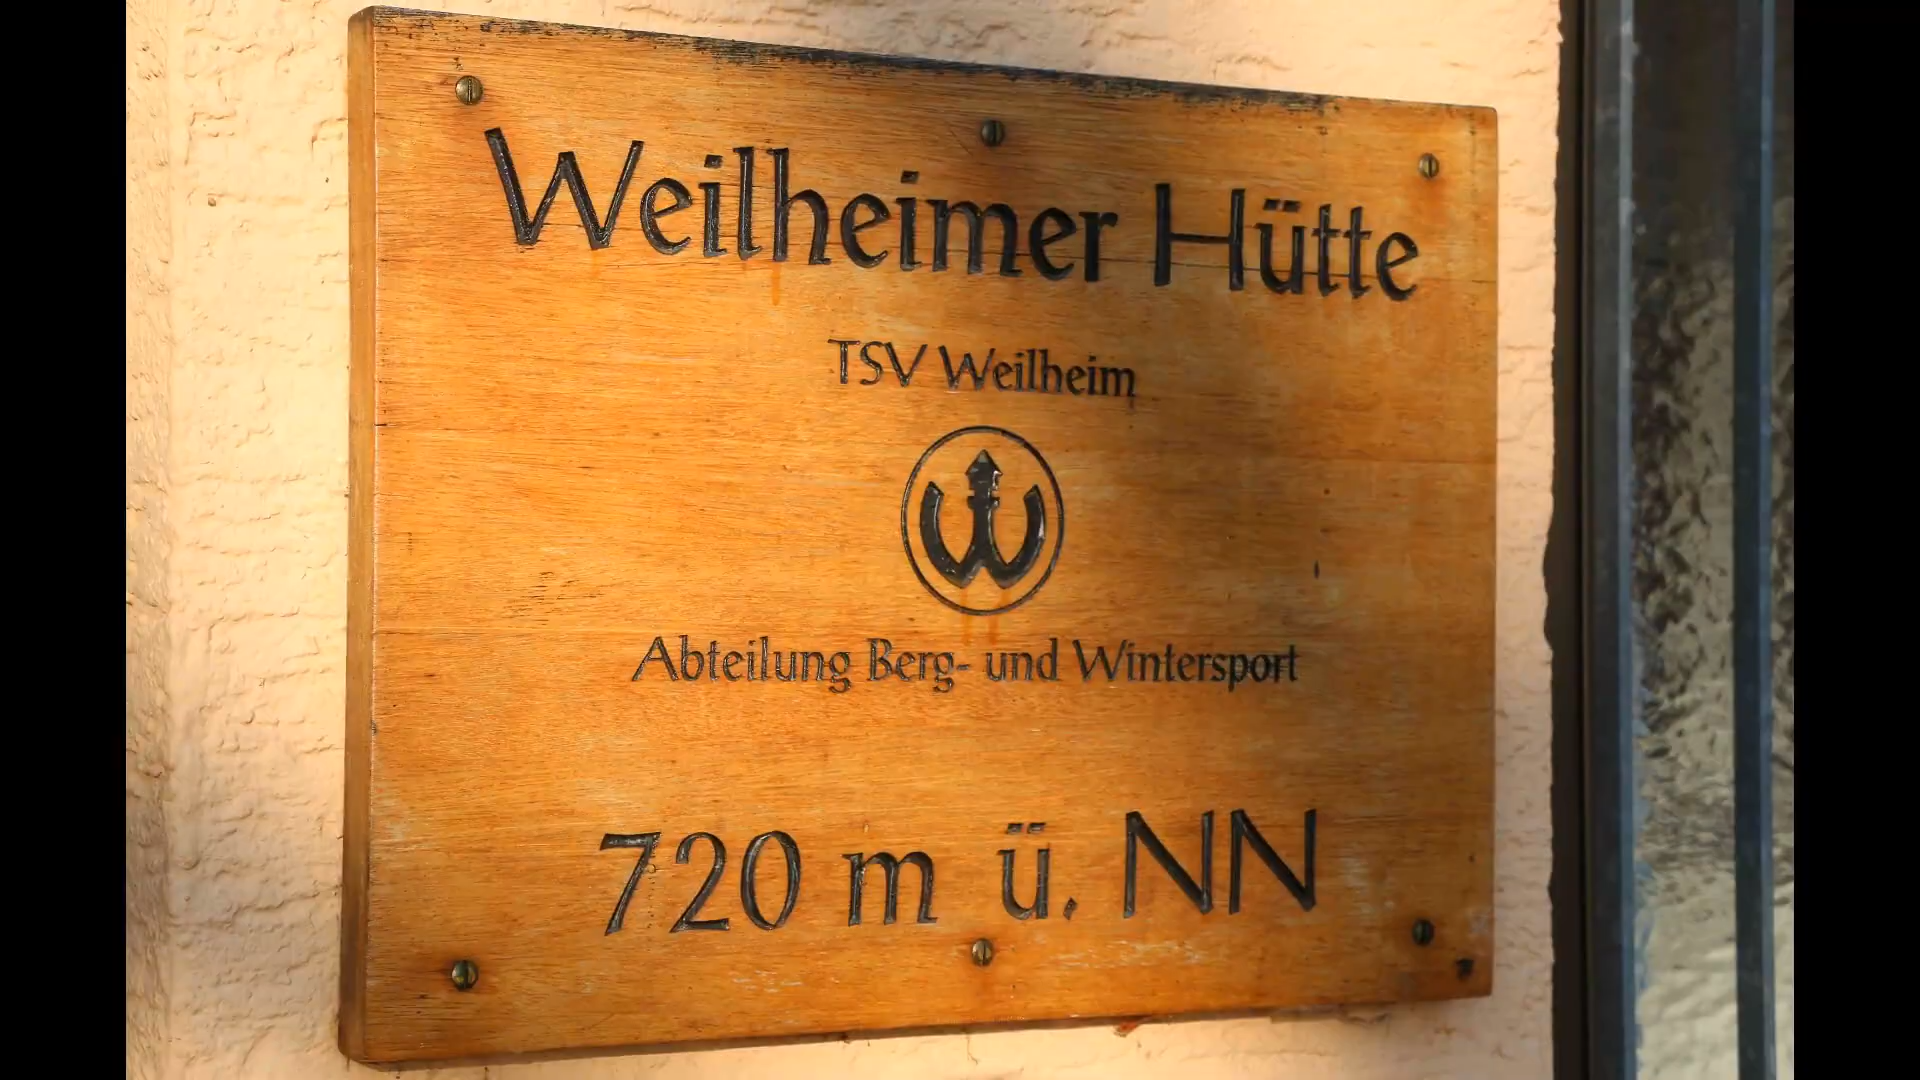 Weilheimer Hütte
TSV Weilheim
Abteilung Berg- und Wintersport
720 m ü. NN